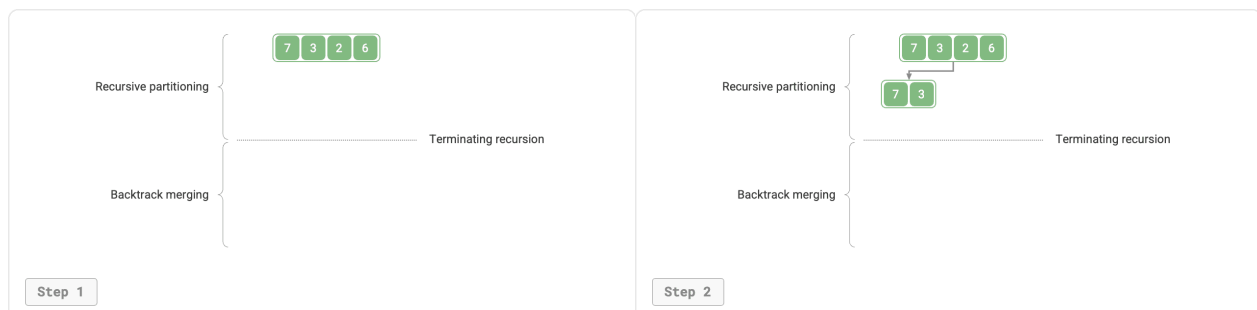 7 3 2 6
Recursive partitioning
Terminating recursion
Backtrack merging
Step 1
7 3 2 6
Recursive partitioning
7 3
Terminating recursion
Backtrack merging
Step 2